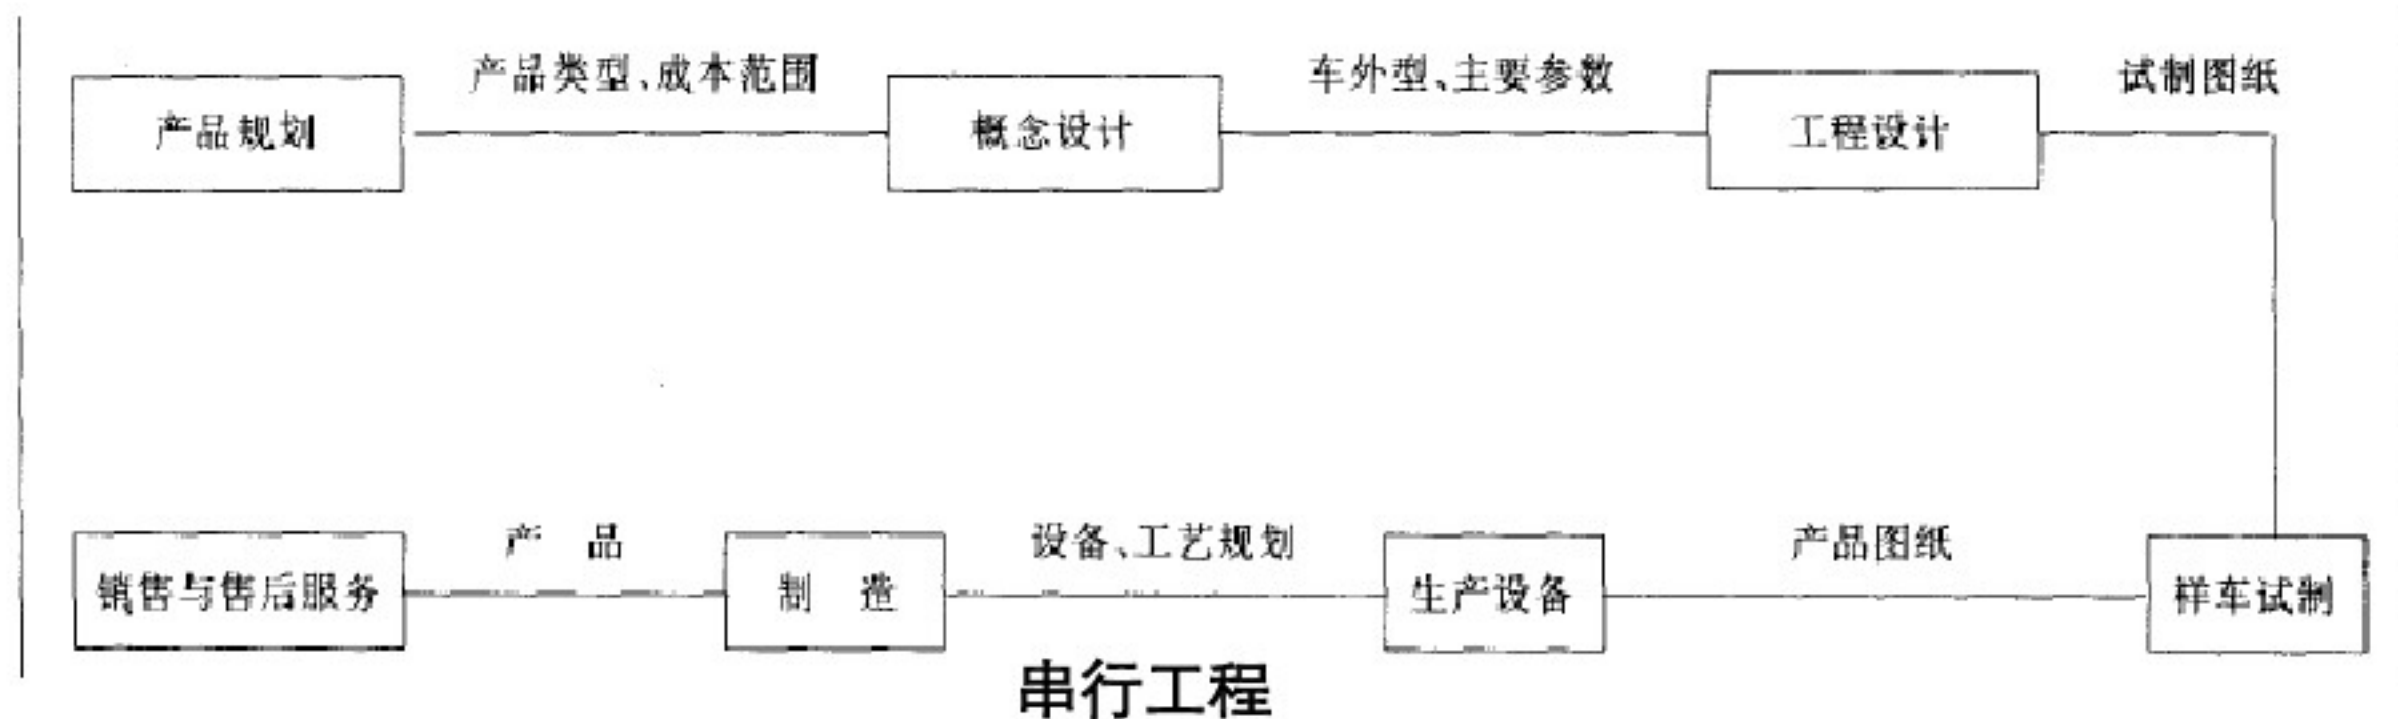 产品类型、成本范围
车外型、主要参数
试制图纸
产品规划
概念设计
工程设计
产 品
设备、工艺规划
产品图纸
销售与售后服务
制 造
生产设备
样车试制
串行工程